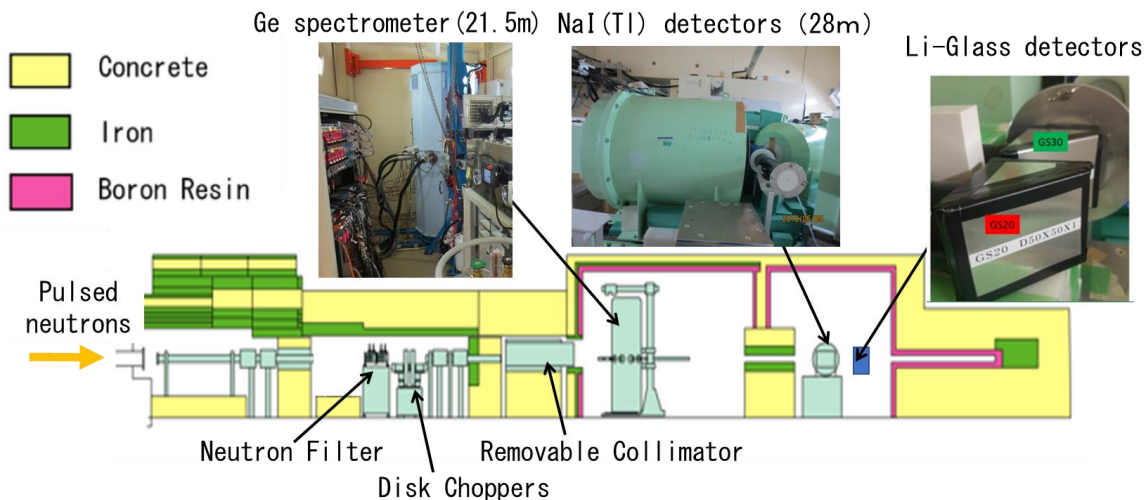 Ge spectrometer(21.5m) NaI(Tl) detectors (28m)
Li-Glass detectors
Concrete
Iron
Boron Resin
GS30
GS20
GS20 D50X50X1
Pulsed
neutrons
Neutron Filter
Removable Collimator
Disk Choppers